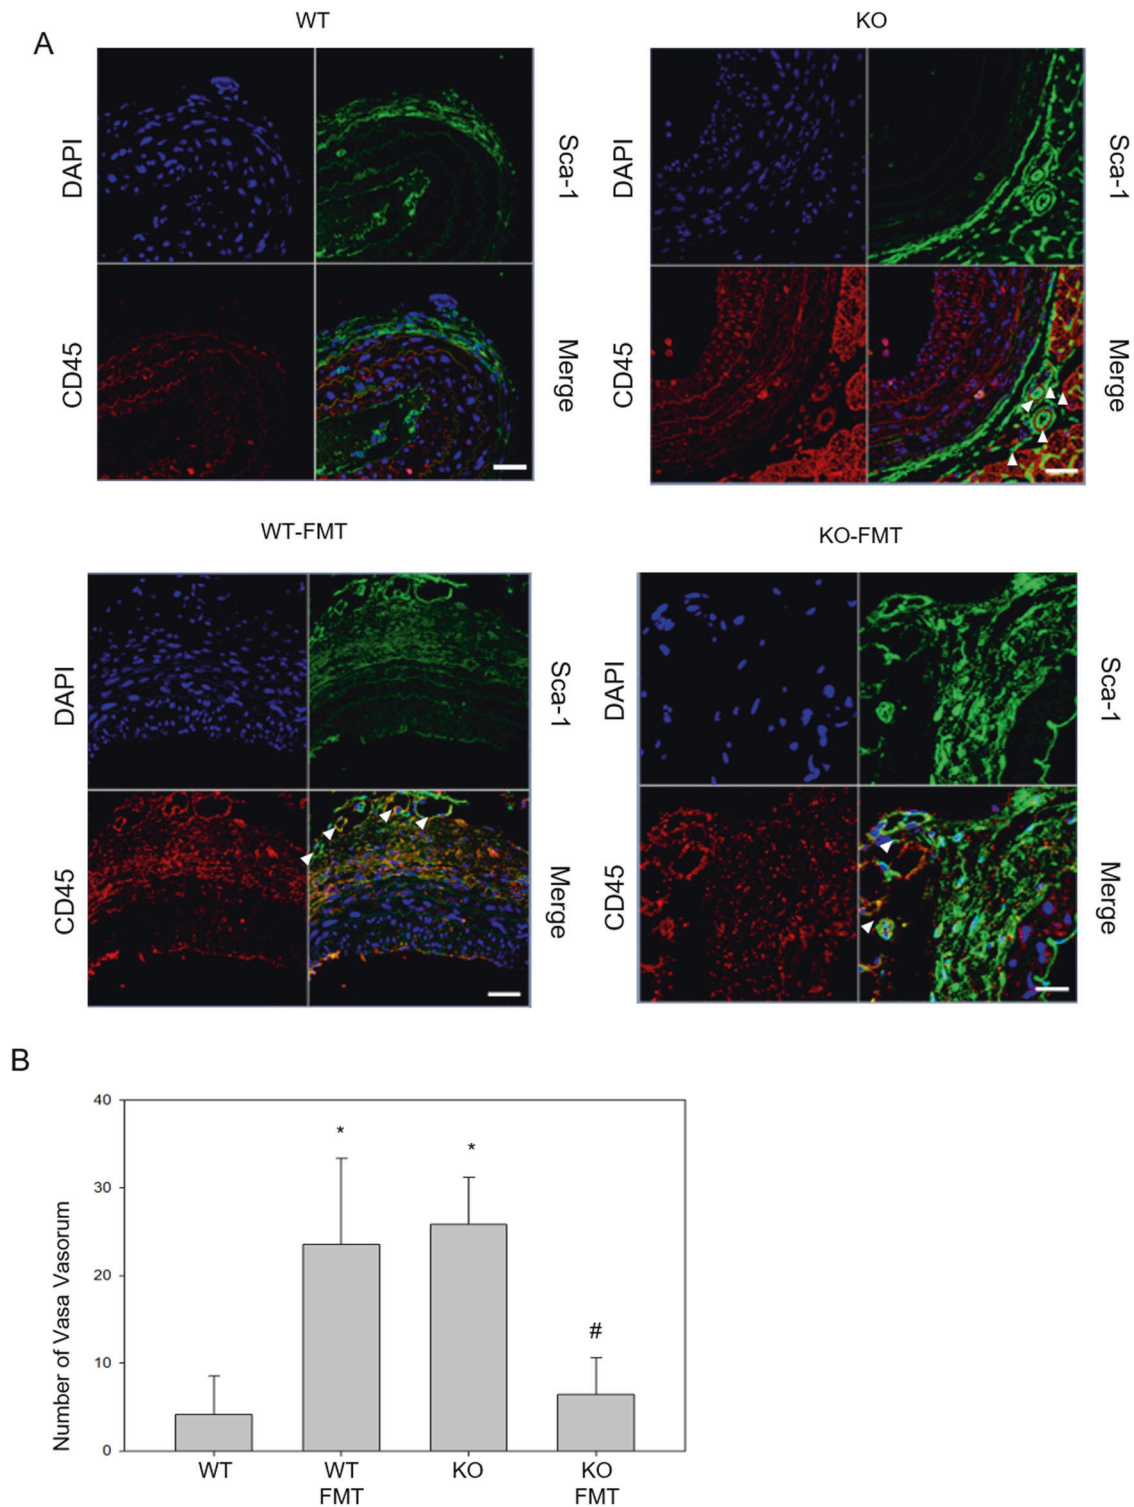 A
WT
KO
DAPI
Sca-1
CD45
Merge
DAPI
Sca-1
CD45
Merge
WT-FMT
KO-FMT
DAPI
Sca-1
CD45
Merge
DAPI
Sca-1
CD45
Merge
B
Number of Vasa Vasorum
40
30
20
10
0
*
*
#
WT
WT
FMT
KO
KO
FMT